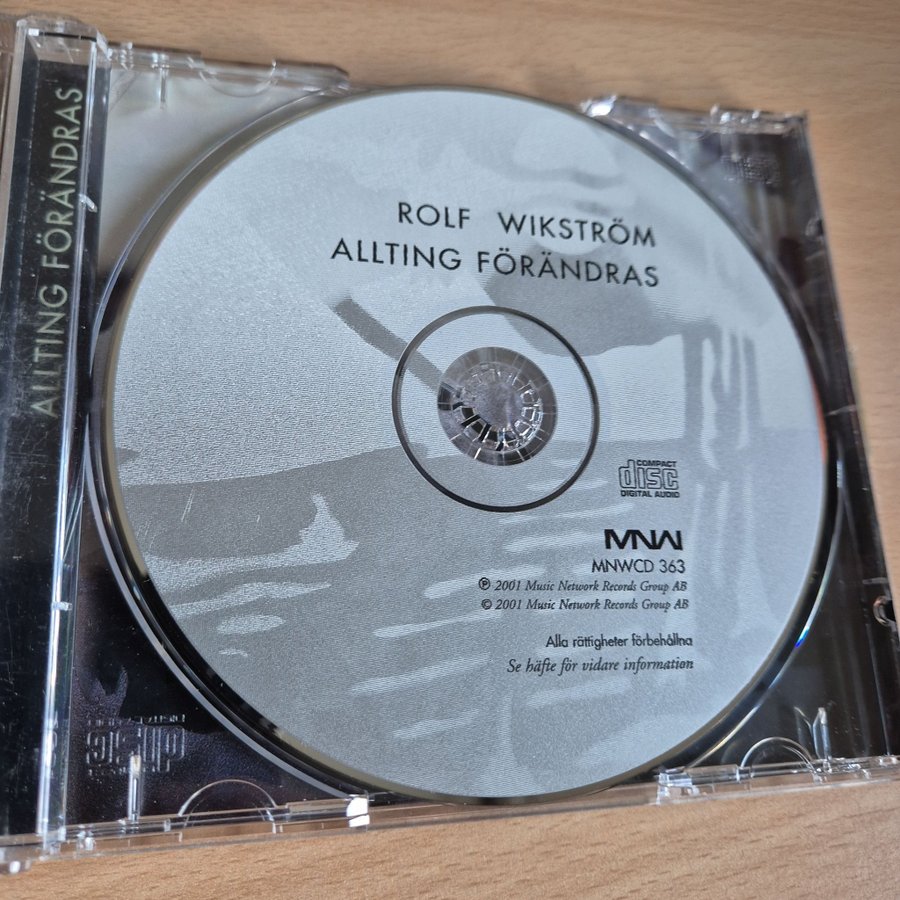 ALLTING FÖRÄNDRAS
ROLF WIKSTRÖM
ALLTING FÖRÄNDRAS
COMPACT
disc
DIGITAL AUDIO
MNW
MNWCD 363
℗ 2001 Music Network Records Group AB
© 2001 Music Network Records Group AB
Alla rättigheter förbehållna
Se häfte för vidare information